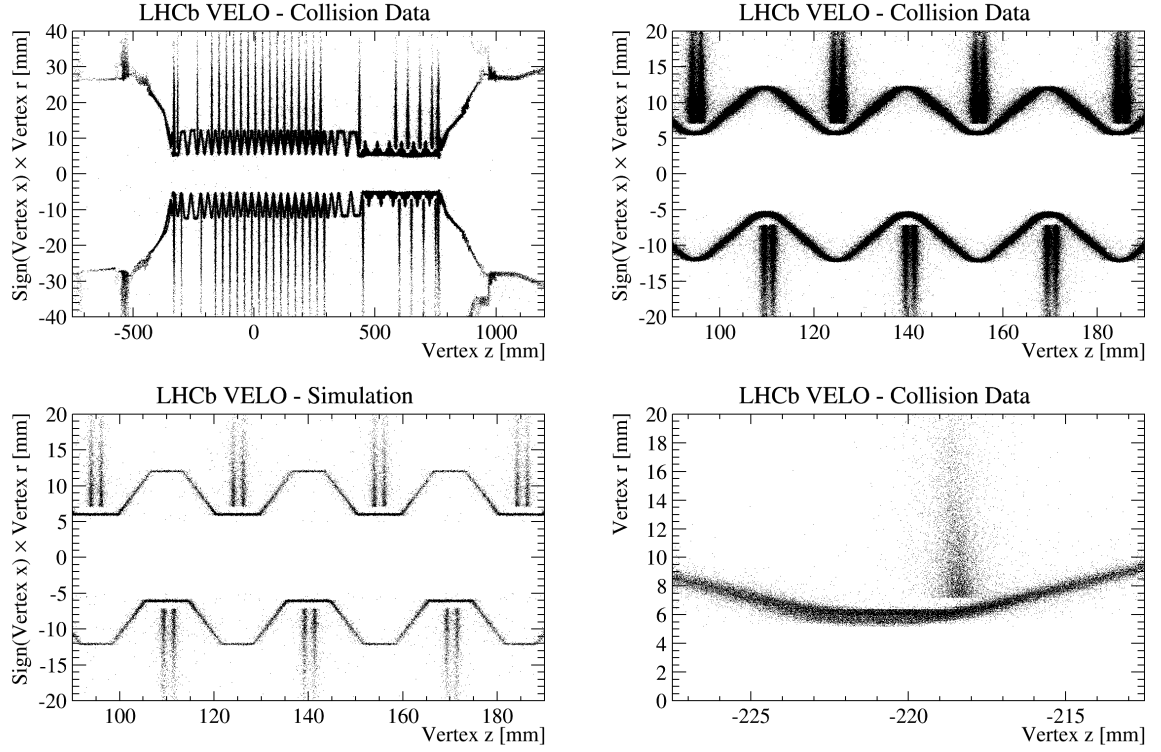 LHCb VELO - Collision Data
Sign(Vertex x) × Vertex r [mm]
40
30
20
10
0
-10
-20
-30
-40
-500 0 500 1000
Vertex z [mm]
LHCb VELO - Collision Data
Sign(Vertex x) × Vertex r [mm]
20
15
10
5
0
-5
-10
-15
-20
100 120 140 160 180
Vertex z [mm]
LHCb VELO - Simulation
Sign(Vertex x) × Vertex r [mm]
20
15
10
5
0
-5
-10
-15
-20
100 120 140 160 180
Vertex z [mm]
LHCb VELO - Collision Data
Vertex r [mm]
20
18
16
14
12
10
8
6
4
2
0
-225 -220 -215
Vertex z [mm]